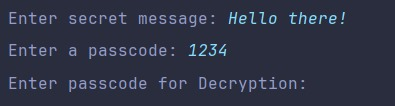 Enter secret message: Hello there!
Enter a passcode: 1234
Enter passcode for Decryption: